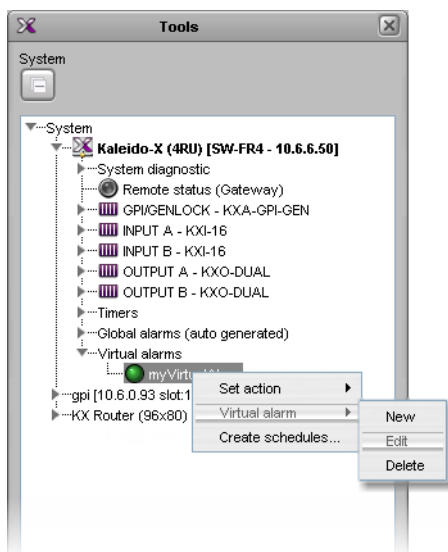 Tools
System
System
Kaleido-X (4RU) [SW-FR4 - 10.6.6.50]
System diagnostic
Remote status (Gateway)
GPI/GENLOCK - KXA-GPI-GEN
INPUT A - KXI-16
INPUT B - KXI-16
OUTPUT A - KXO-DUAL
OUTPUT B - KXO-DUAL
Timers
Global alarms (auto generated)
Virtual alarms
gpi [10.6.0.93 slot:1
KX Router (96x80)
Set action
Virtual alarm
Create schedules...
New
Edit
Delete